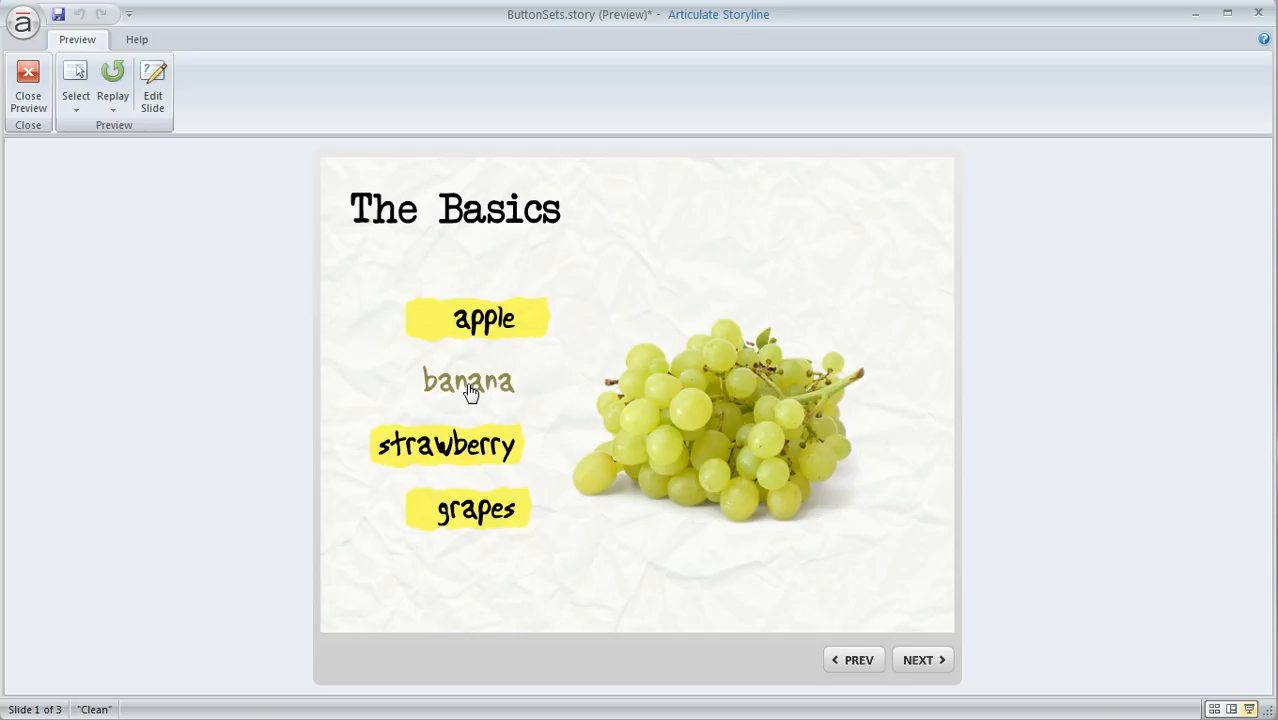 ButtonSets.story (Preview)* - Articulate Storyline
Preview Help
Close Preview
Select
Replay
Edit Slide
Close
Preview
The Basics
apple
banana
strawberry
grapes
PREV
NEXT
Slide 1 of 3
"Clean"